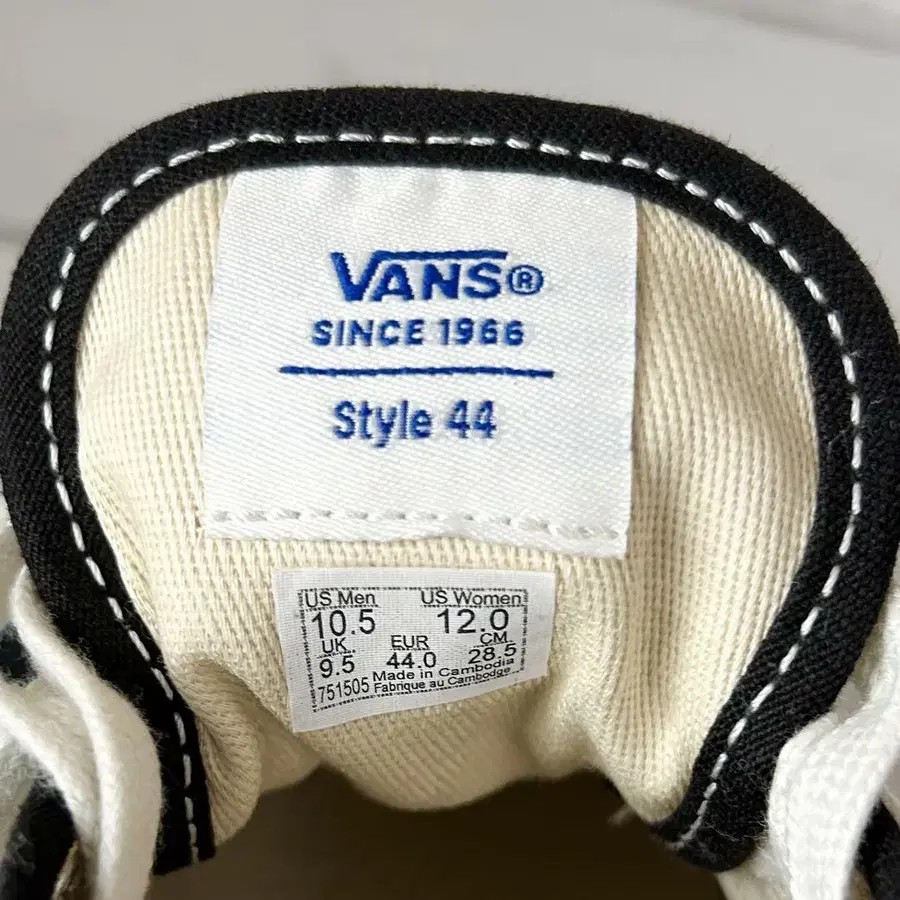 VANS®
SINCE 1966
Style 44
US Men US Women
10.5 12.0
UK EUR CM
9.5 44.0 28.5
Made in Cambodia
751505 Fabrique au Cambodge